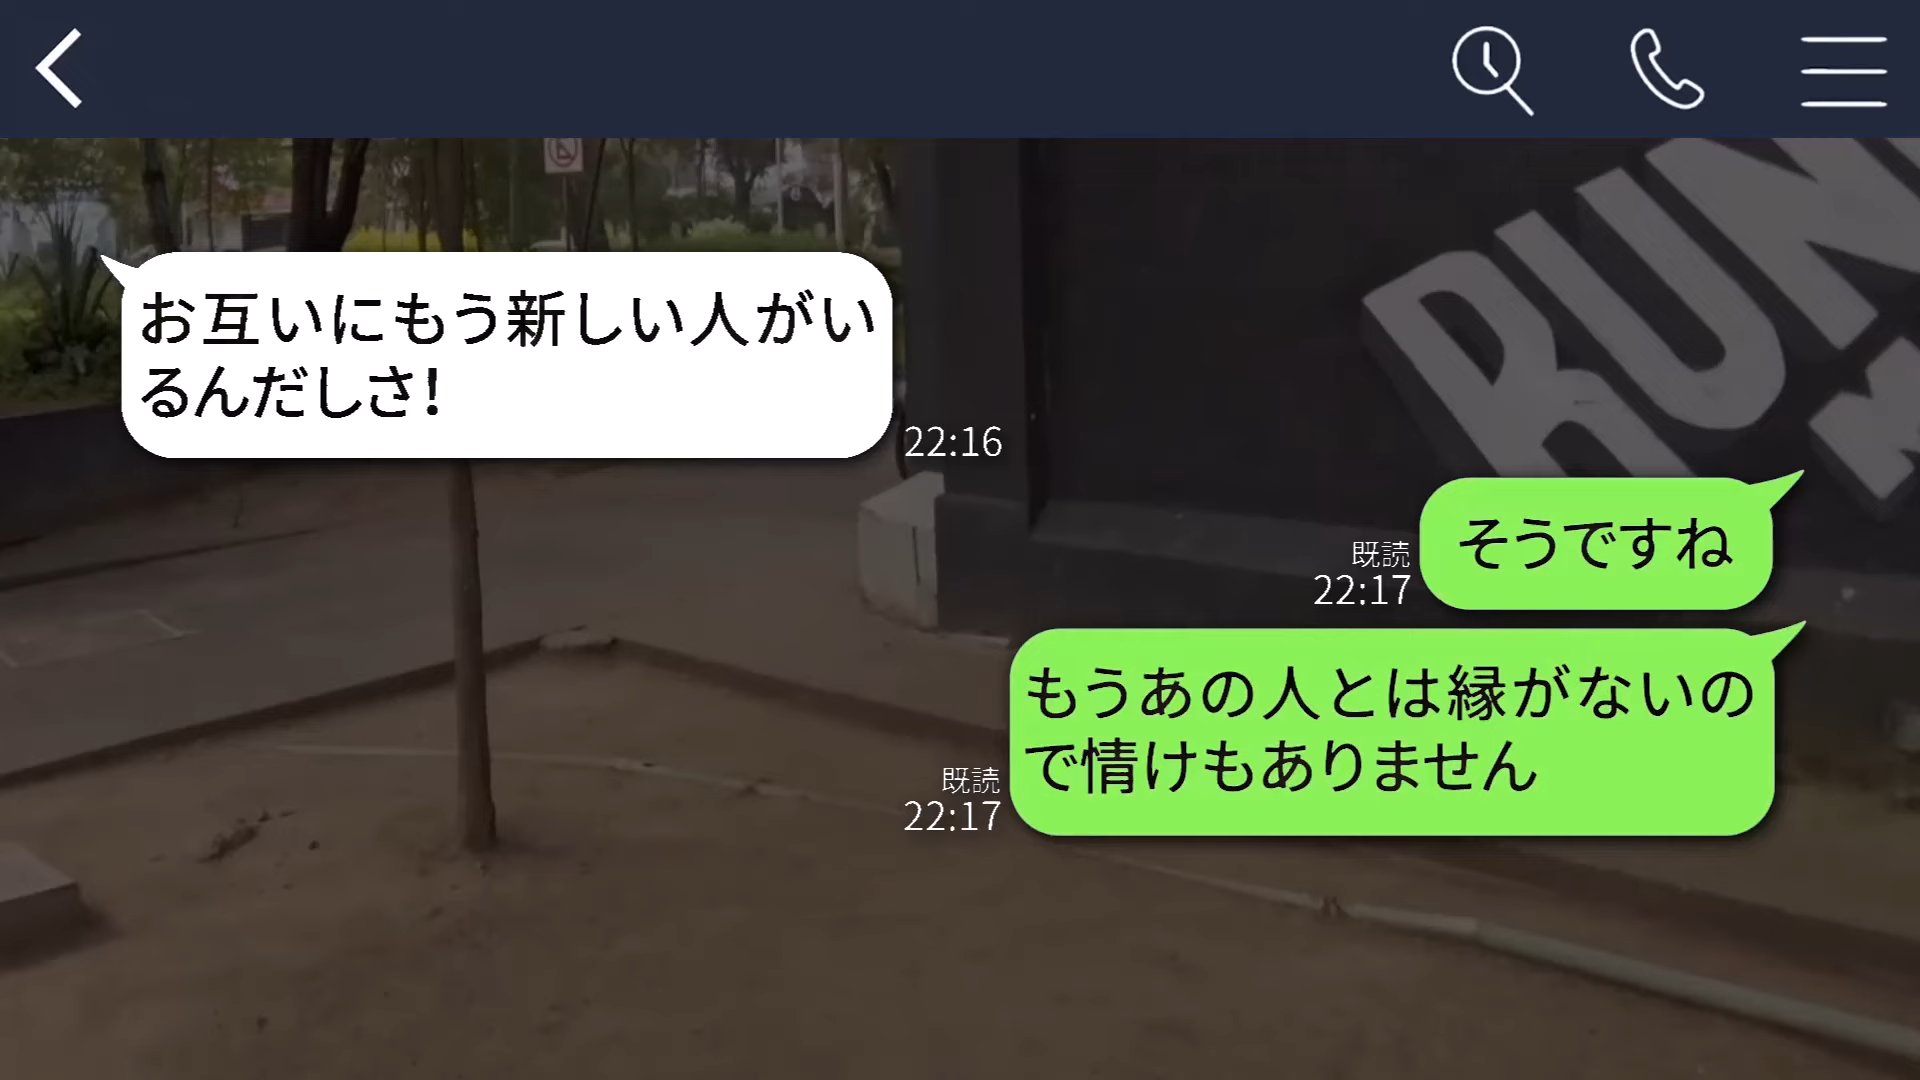 お互いにもう新しい人がい
るんだしさ!
22:16
RUN
そうですね
既読
22:17
もうあの人とは縁がないの
で情けもありません
既読
22:17